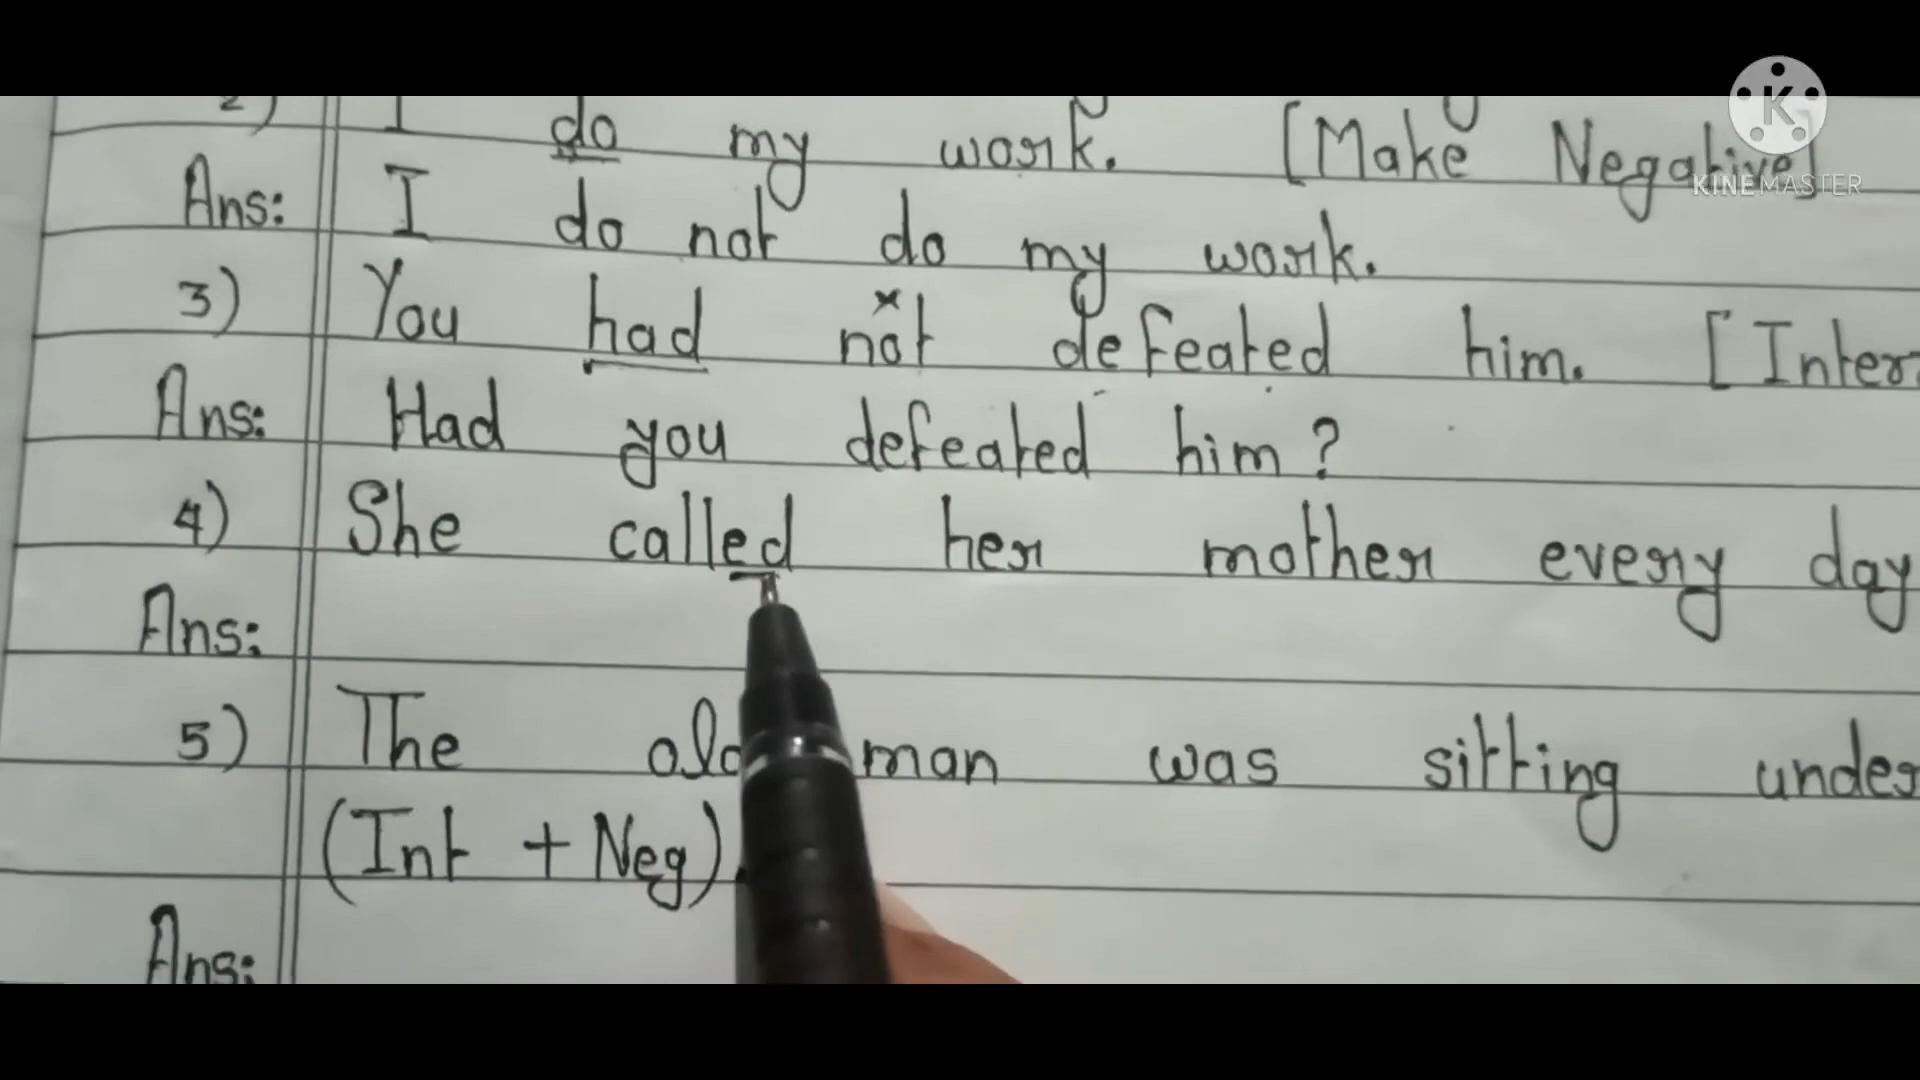 2) I do my work. [Make Negative]
KINEMASTER
Ans: I do not do my work.
3) You had not defeated him. [Inter
Ans: Had you defeated him?
4) She called her mother every day
Ans:
5) The old man was sitting under
(Int + Neg)
Ans: